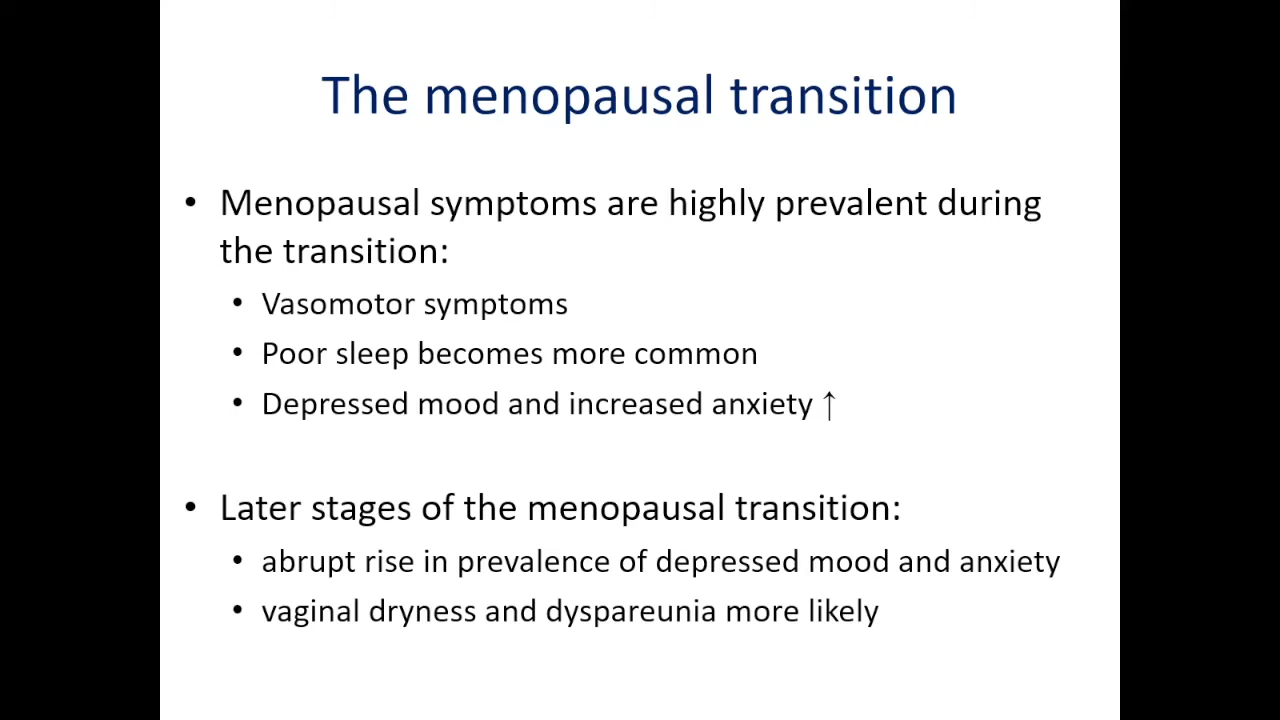 The menopausal transition
• Menopausal symptoms are highly prevalent during
the transition:
• Vasomotor symptoms
• Poor sleep becomes more common
• Depressed mood and increased anxiety ↑
• Later stages of the menopausal transition:
• abrupt rise in prevalence of depressed mood and anxiety
• vaginal dryness and dyspareunia more likely